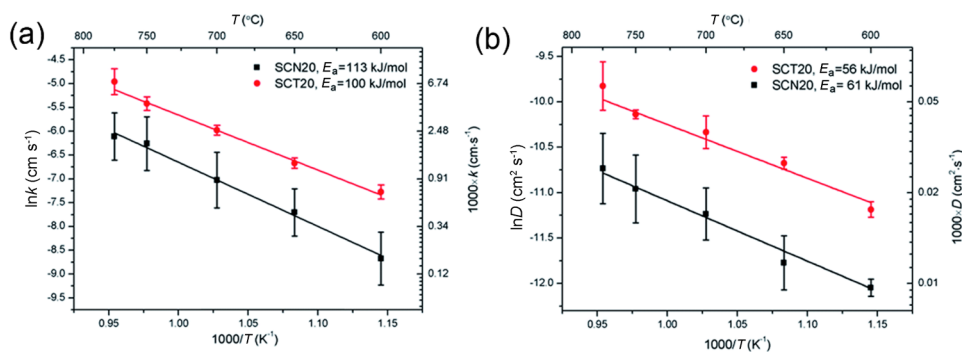 (a)
T (°C)
800 750 700 650 600
-4.5
-5.0
-5.5
-6.0
-6.5
-7.0
-7.5
-8.0
-8.5
-9.0
-9.5
lnk (cm s⁻¹)
SCN20, Eₐ=113 kJ/mol
SCT20, Eₐ=100 kJ/mol
6.74
2.48
0.91
0.34
0.12
1000×k (cm·s⁻¹)
0.95 1.00 1.05 1.10 1.15
1000/T (K⁻¹)
(b)
T (°C)
800 750 700 650 600
-9.5
-10.0
-10.5
-11.0
-11.5
-12.0
lnD (cm² s⁻¹)
SCT20, Eₐ=56 kJ/mol
SCN20, Eₐ= 61 kJ/mol
0.05
0.02
0.01
1000×D (cm²·s⁻¹)
0.95 1.00 1.05 1.10 1.15
1000/T (K⁻¹)